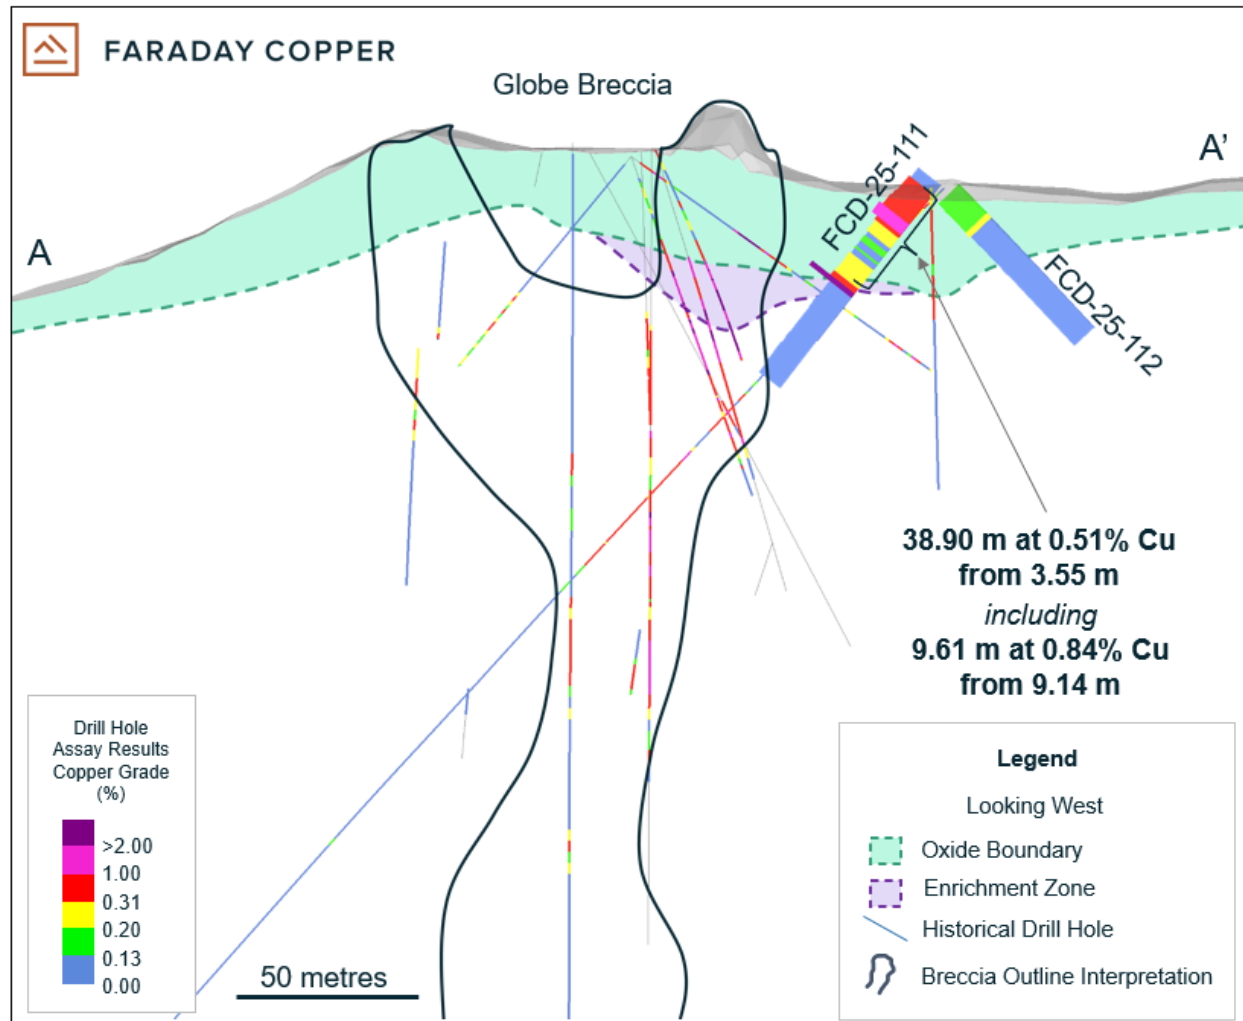 FARADAY COPPER
Globe Breccia
A
A’
FCD-25-111
FCD-25-112
38.90 m at 0.51% Cu
from 3.55 m
including
9.61 m at 0.84% Cu
from 9.14 m
Drill Hole
Assay Results
Copper Grade
(%)
>2.00
1.00
0.31
0.20
0.13
0.00
50 metres
Legend
Looking West
Oxide Boundary
Enrichment Zone
Historical Drill Hole
Breccia Outline Interpretation